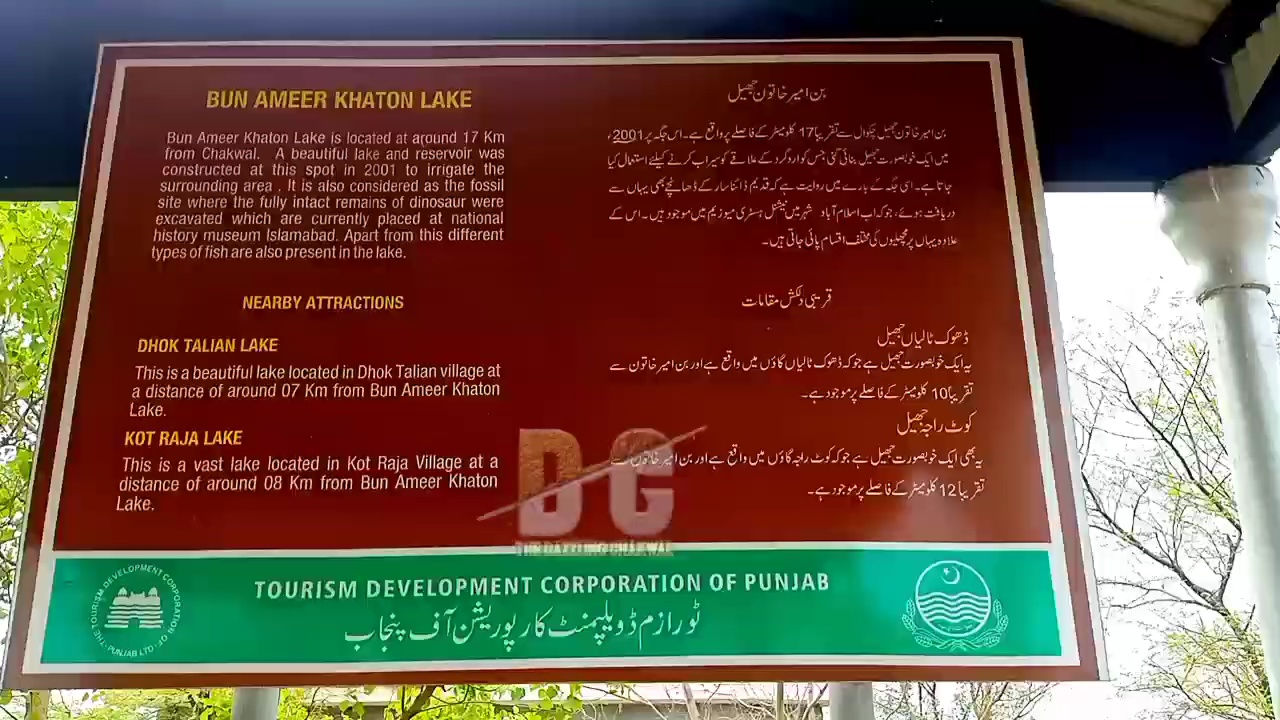 BUN AMEER KHATON LAKE
Bun Ameer Khaton Lake is located at around 17 Km
from Chakwal. A beautiful lake and reservoir was
constructed at this spot in 2001 to irrigate the
surrounding area . It is also considered as the fossil
site where the fully intact remains of dinosaur were
excavated which are currently placed at national
history museum Islamabad. Apart from this different
types of fish are also present in the lake.
NEARBY ATTRACTIONS
DHOK TALIAN LAKE
This is a beautiful lake located in Dhok Talian village at
a distance of around 07 Km from Bun Ameer Khaton
Lake.
KOT RAJA LAKE
This is a vast lake located in Kot Raja Village at a
distance of around 08 Km from Bun Ameer Khaton
Lake.
بن امیر خاتون جھیل
بن امیر خاتون جھیل چکوال سے تقریبا 17 کلومیٹر کے فاصلے پر واقع ہے۔ اس جگہ پر 2001ء
میں ایک خوبصورت جھیل بنائی گئی جس کو اردگرد کے علاقے کو سیراب کرنے کیلئے استعمال کیا
جاتا ہے۔ اسی جگہ کے بارے میں روایت ہے کہ قدیم ڈائنا سار کے ڈھانچے بھی یہاں سے
دریافت ہوئے، جو کہ اب اسلام آباد شہر میں نیشنل ہسٹری میوزیم میں موجود ہیں۔ اس کے
علاوہ یہاں پر مچھلیوں کی مختلف اقسام پائی جاتی ہیں۔
قریبی دلکش مقامات
ڈھوک ٹالیاں جھیل
یہ ایک خوبصورت جھیل ہے جو کہ ڈھوک ٹالیاں گاؤں میں واقع ہے اور بن امیر خاتون سے
تقریبا 10 کلومیٹر کے فاصلے پر موجود ہے۔
کوٹ راجہ جھیل
یہ بھی ایک خوبصورت جھیل ہے جو کہ کوٹ راجہ گاؤں میں واقع ہے اور بن امیر خاتون سے
تقریبا 12 کلومیٹر کے فاصلے پر موجود ہے۔
DC
TOURISM DEVELOPMENT CORPORATION OF PUNJAB
ٹورازم ڈویلپمنٹ کارپوریشن آف پنجاب
THE TOURISM DEVELOPMENT CORPORATION OF PUNJAB LTD